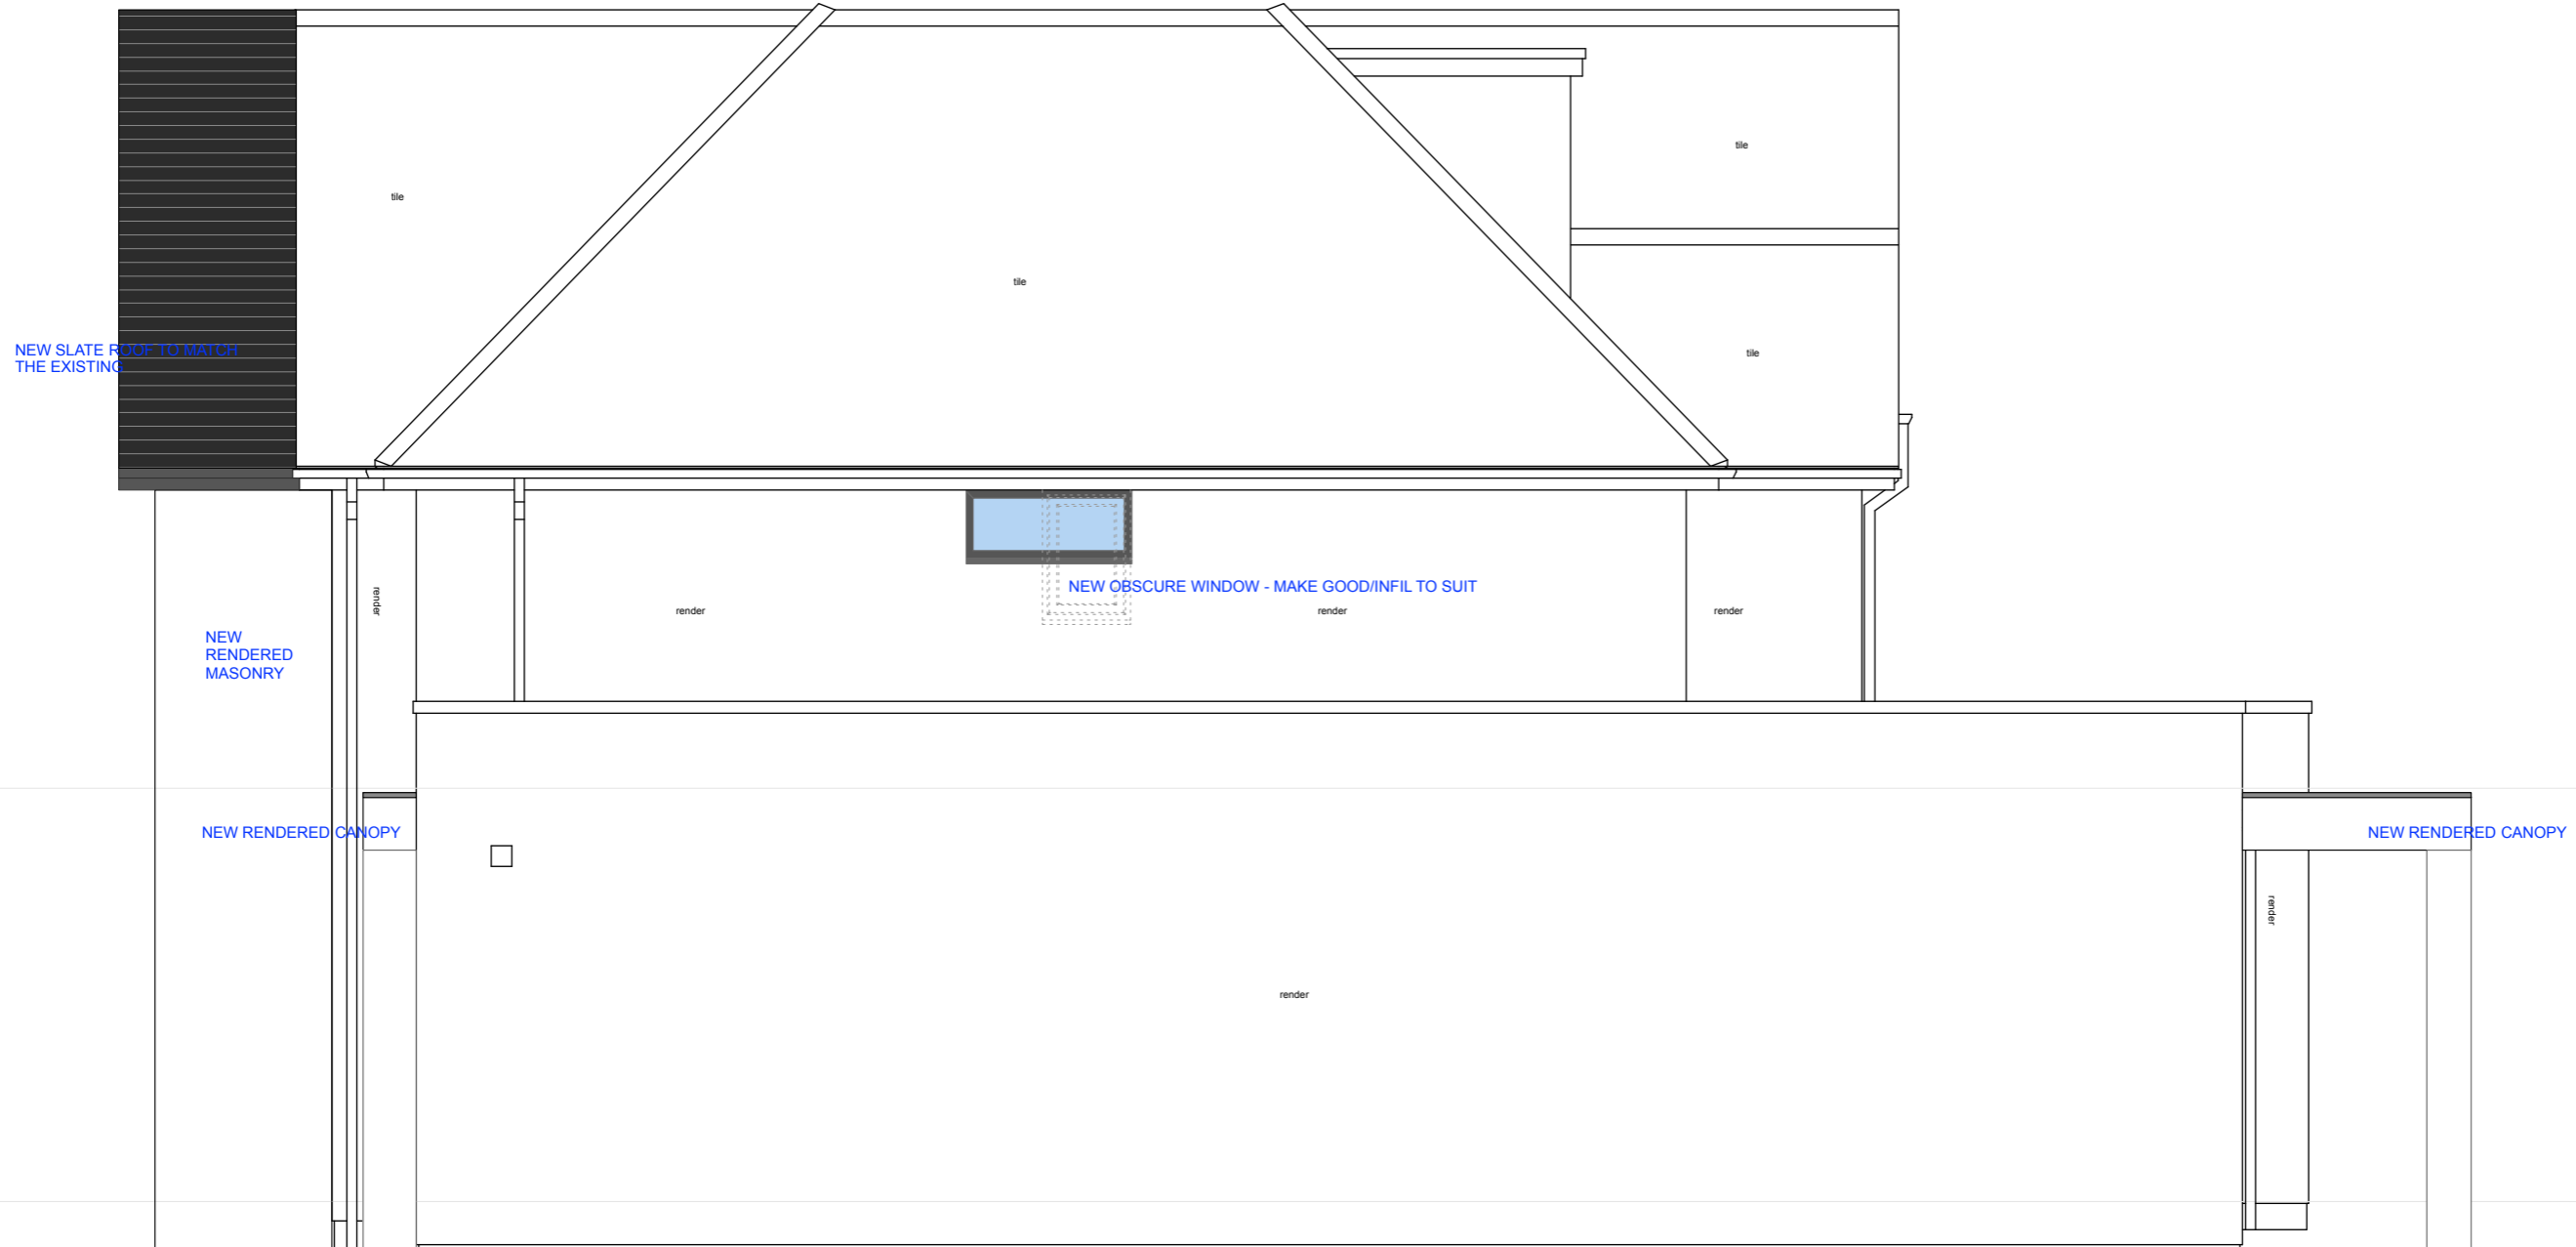 tile
tile
tile
NEW SLATE ROOF TO MATCH
THE EXISTING
tile
NEW OBSCURE WINDOW - MAKE GOOD/INFIL TO SUIT
render
render
render
render
NEW
RENDERED
MASONRY
NEW RENDERED CANOPY
NEW RENDERED CANOPY
render
render